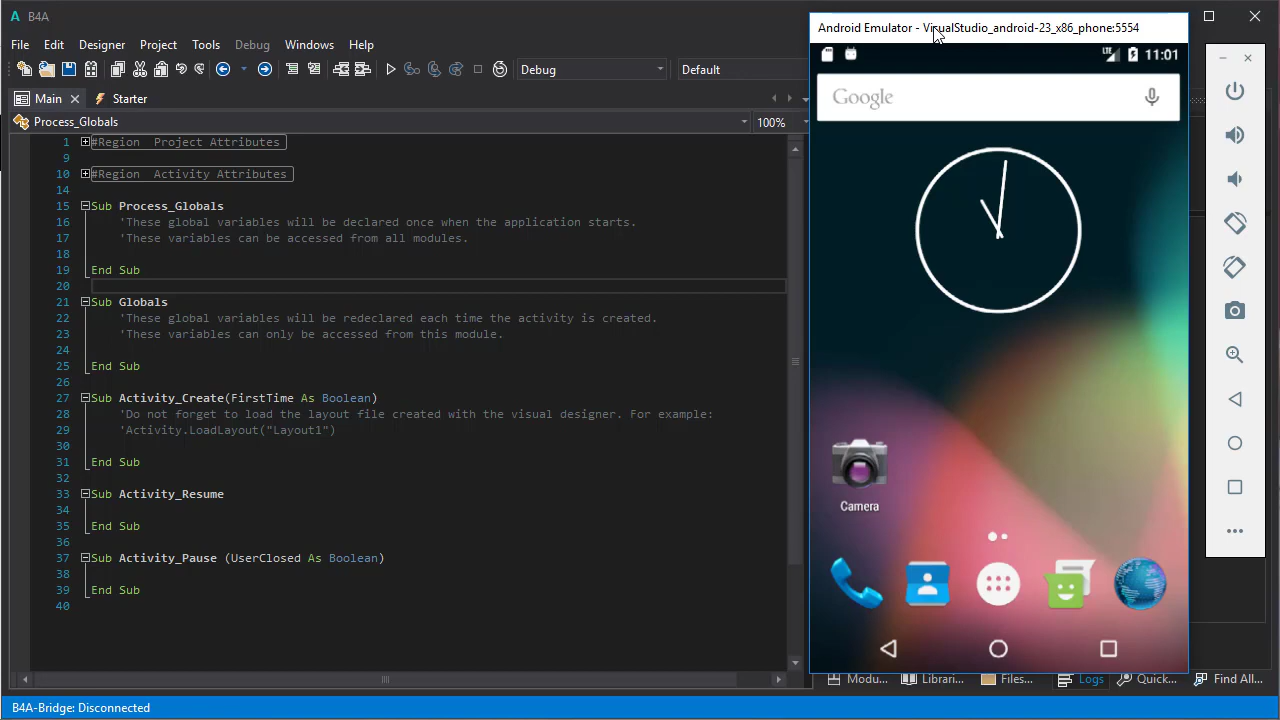 B4A
File Edit Designer Project Tools Debug Windows Help
Debug Default
Main Starter
Process_Globals 100%
1 #Region Project Attributes
9
10 #Region Activity Attributes
14
15 Sub Process_Globals
16 'These global variables will be declared once when the application starts.
17 'These variables can be accessed from all modules.
18
19 End Sub
20
21 Sub Globals
22 'These global variables will be redeclared each time the activity is created.
23 'These variables can only be accessed from this module.
24
25 End Sub
26
27 Sub Activity_Create(FirstTime As Boolean)
28 'Do not forget to load the layout file created with the visual designer. For example:
29 'Activity.LoadLayout("Layout1")
30
31 End Sub
32
33 Sub Activity_Resume
34
35 End Sub
36
37 Sub Activity_Pause (UserClosed As Boolean)
38
39 End Sub
40
Android Emulator - VisualStudio_android-23_x86_phone:5554
LTE 11:01
Google
Camera
Modu... Librari... Files... Logs Quick... Find All...
B4A-Bridge: Disconnected